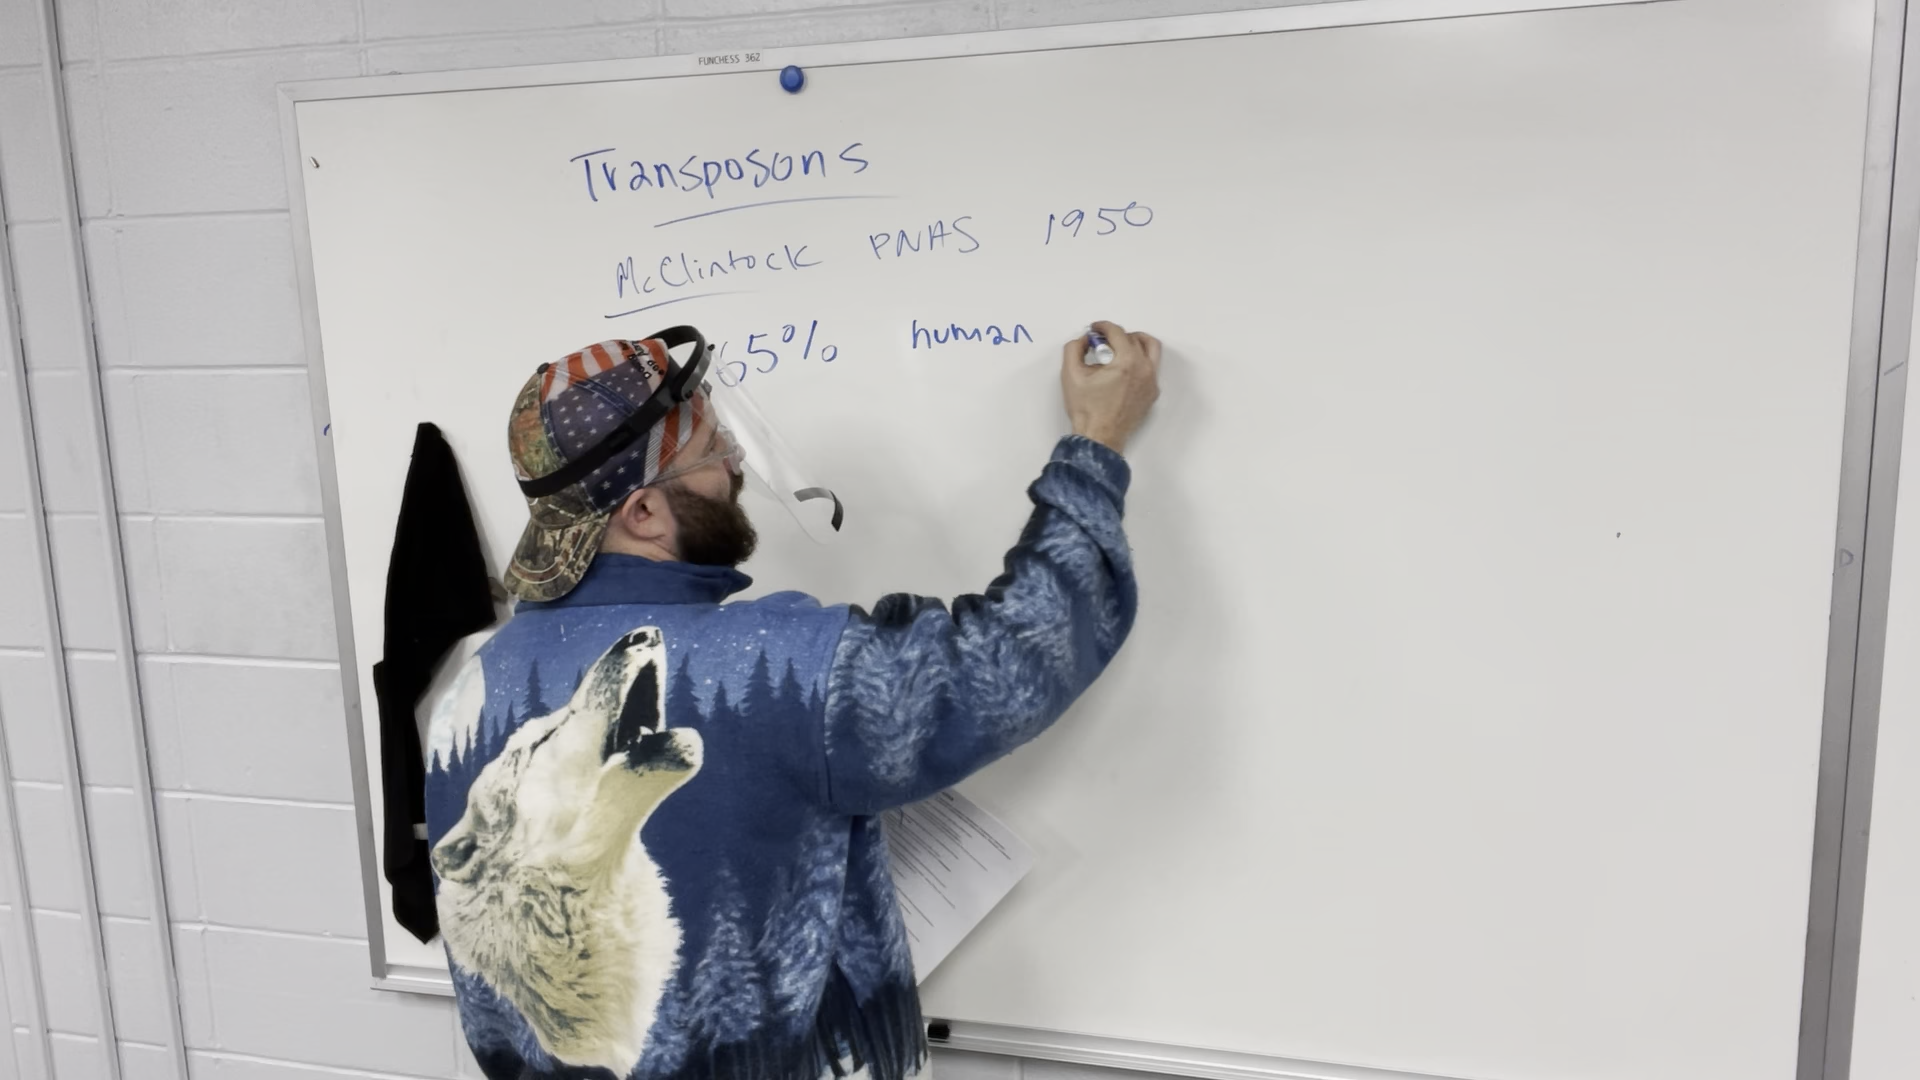 FUNCHESS 362
Transposons
McClintock PNAS 1950
65% human